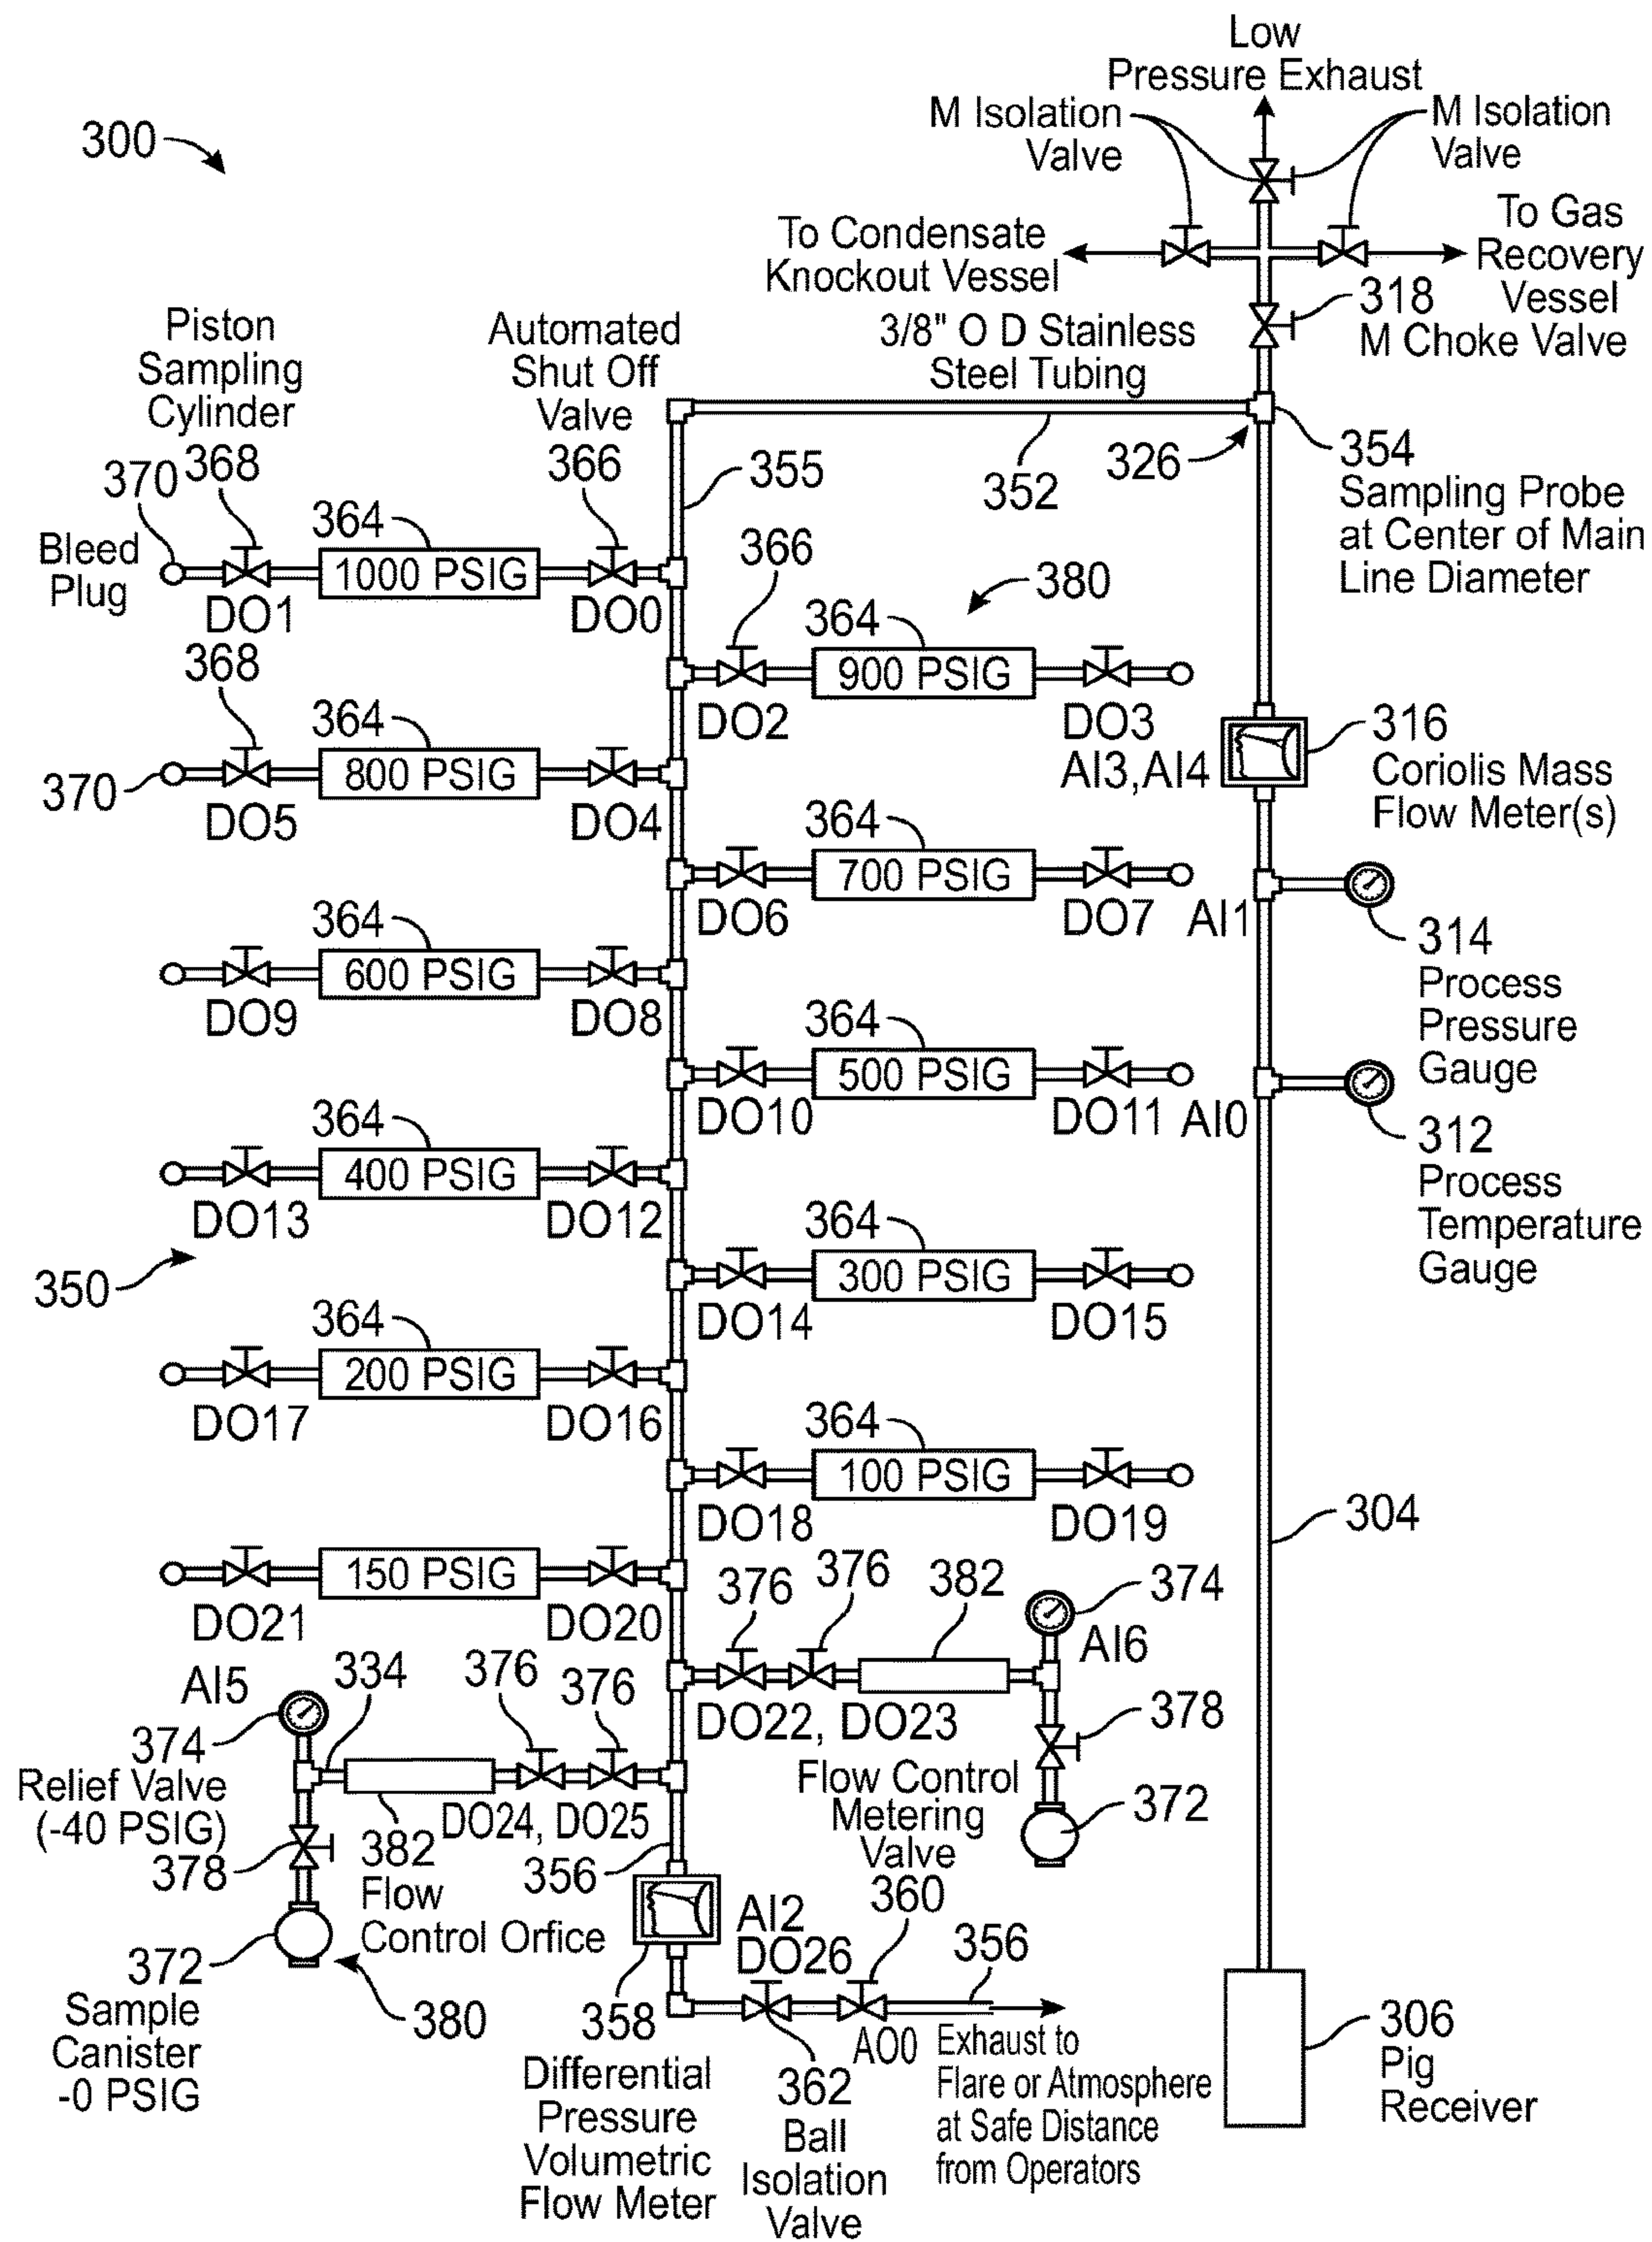 Low
Pressure Exhaust
M Isolation
Valve
M Isolation
Valve
300
To Condensate
Knockout Vessel
To Gas
Recovery
Vessel
318
M Choke Valve
Piston
Sampling
Cylinder
Automated
Shut Off
Valve
3/8" O D Stainless
Steel Tubing
370
368
366
355
352
326
354
Sampling Probe
at Center of Main
Line Diameter
Bleed
Plug
364
1000 PSIG
DO1
DO0
366
380
364
900 PSIG
DO2
DO3
368
364
800 PSIG
370
DO5
DO4
AI3,AI4
316
Coriolis Mass
Flow Meter(s)
364
700 PSIG
DO6
DO7
AI1
314
Process
Pressure
Gauge
364
600 PSIG
DO9
DO8
364
500 PSIG
DO10
DO11
AI0
312
Process
Temperature
Gauge
364
400 PSIG
DO13
DO12
350
364
300 PSIG
DO14
DO15
364
200 PSIG
DO17
DO16
364
100 PSIG
DO18
DO19
304
150 PSIG
DO21
DO20
376
376
382
374
AI6
DO22, DO23
378
372
AI5
334
376
376
374
Relief Valve
(-40 PSIG)
378
382
Flow
Control Orfice
DO24, DO25
356
372
Sample
Canister
-0 PSIG
380
Flow Control
Metering
Valve
360
AI2
DO26
356
358
Differential
Pressure
Volumetric
Flow Meter
362
Ball
Isolation
Valve
AO0
Exhaust to
Flare or Atmosphere
at Safe Distance
from Operators
306
Pig
Receiver